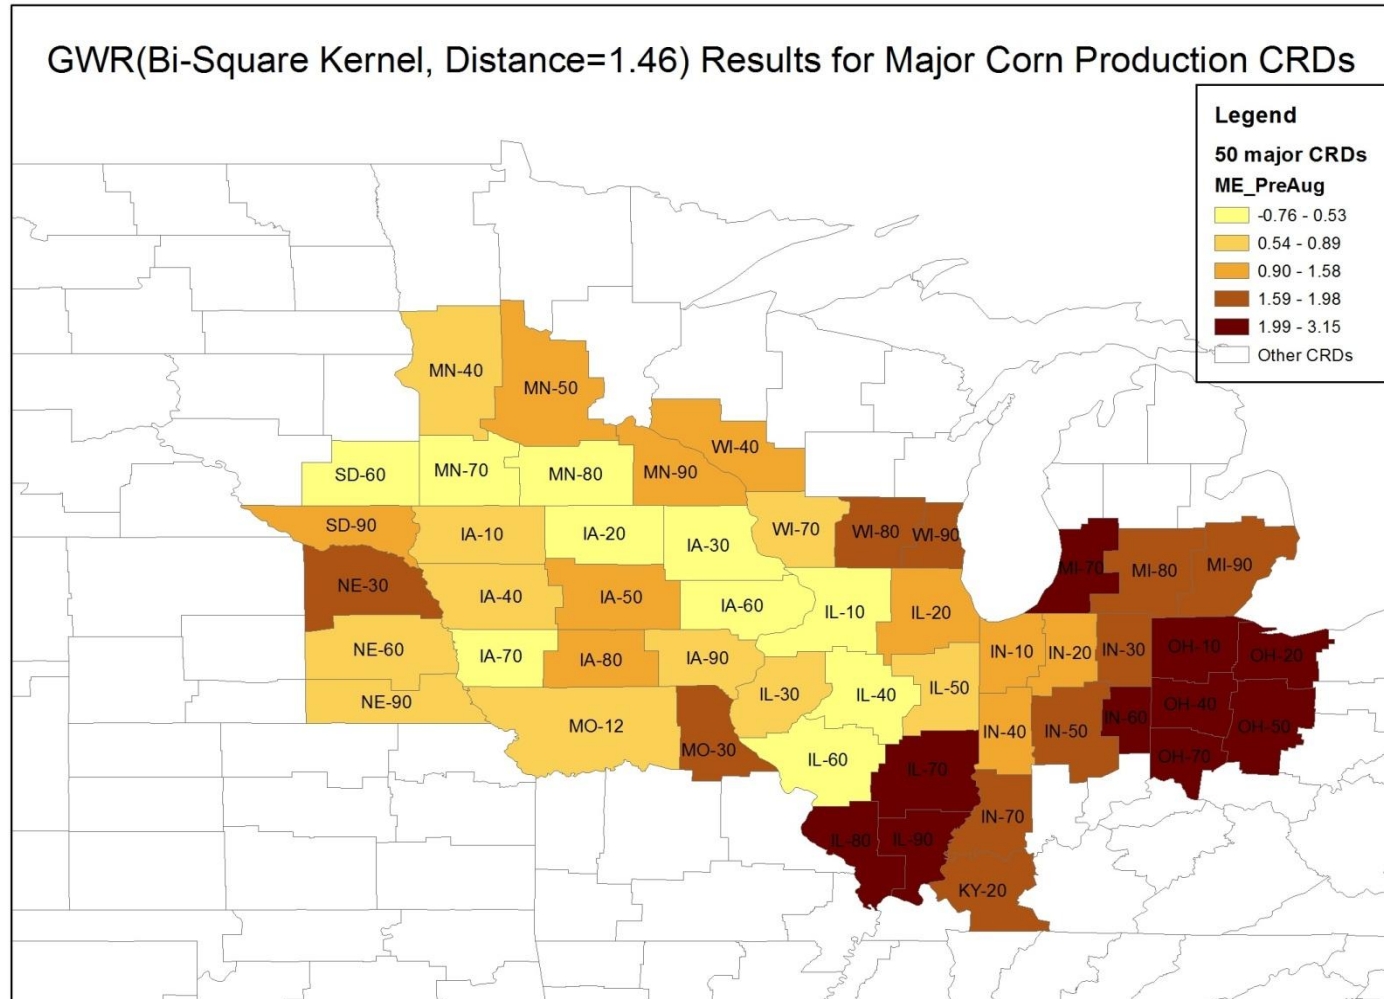 GWR(Bi-Square Kernel, Distance=1.46) Results for Major Corn Production CRDs
Legend
50 major CRDs
ME_PreAug
-0.76 - 0.53
0.54 - 0.89
0.90 - 1.58
1.59 - 1.98
1.99 - 3.15
Other CRDs
MN-40
MN-50
WI-40
SD-60
MN-70
MN-80
MN-90
SD-90
IA-10
IA-20
IA-30
WI-70
WI-80
WI-90
MI-70
MI-80
MI-90
NE-30
IA-40
IA-50
IA-60
IL-10
IL-20
NE-60
IA-70
IA-80
IA-90
IN-10
IN-20
IN-30
OH-10
OH-20
NE-90
IL-30
IL-40
IL-50
MO-12
MO-30
IN-40
IN-50
IN-60
OH-40
OH-50
IL-60
IL-70
OH-70
IL-80
IL-90
IN-70
KY-20